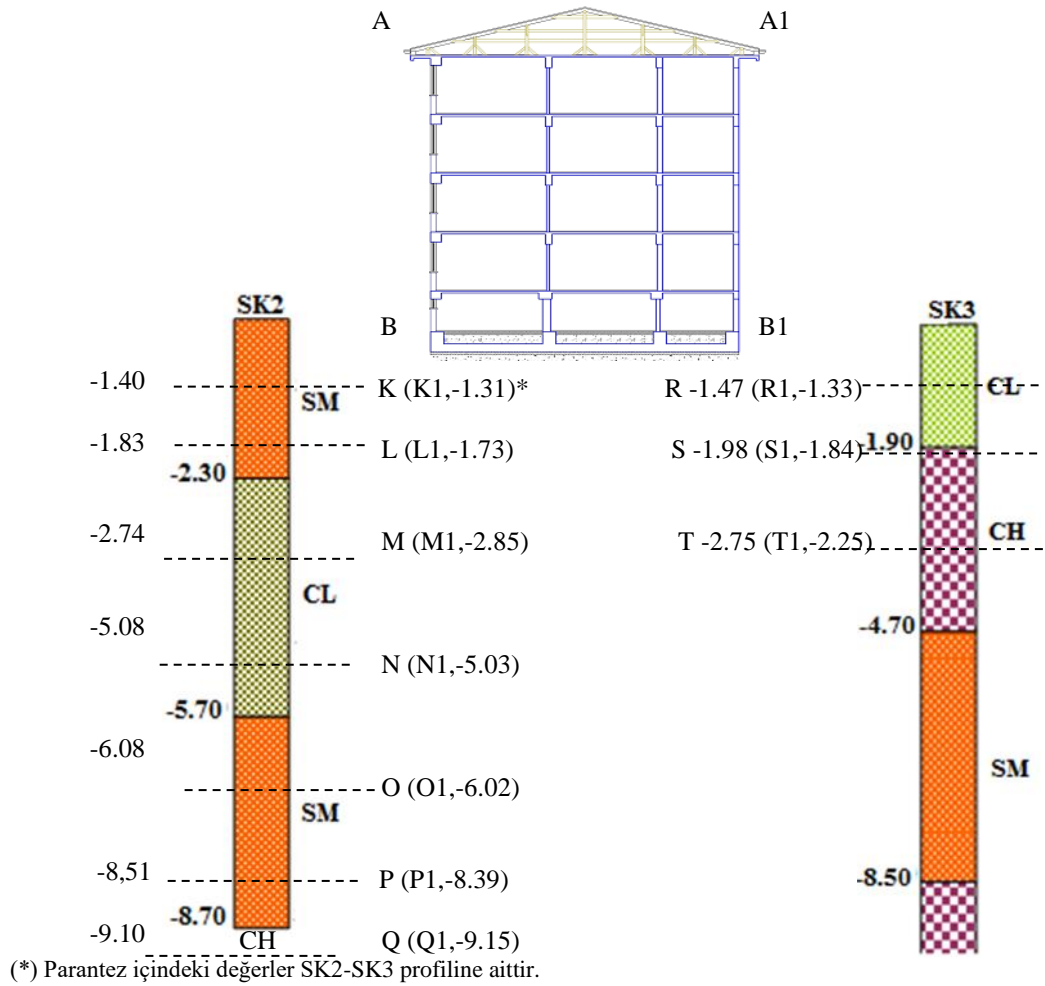 A A1
SK2 B B1 SK3
-1.40 K (K1,-1.31)* R -1.47 (R1,-1.33) CL
SM
-1.83 L (L1,-1.73) S -1.98 (S1,-1.84) -1.90
-2.30
-2.74 M (M1,-2.85) T -2.75 (T1,-2.25) CH
CL
-5.08 -4.70
N (N1,-5.03)
-5.70
-6.08
SM
O (O1,-6.02)
SM
-8,51 P (P1,-8.39) -8.50
-8.70
-9.10 CH Q (Q1,-9.15)
(*) Parantez içindeki değerler SK2-SK3 profiline aittir.